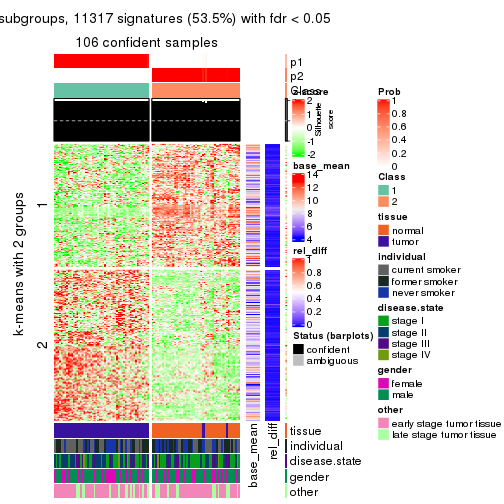 subgroups, 11317 signatures (53.5%) with fdr < 0.05
106 confident samples
p1
p2
Class
Silhouette
score
k-means with 2 groups
1
2
tissue
individual
disease.state
gender
other
base_mean
rel_diff
z-score
2
1
0
-1
-2
base_mean
14
12
10
8
6
4
rel_diff
1
0.8
0.6
0.4
0.2
0
Status (barplots)
confident
ambiguous
Prob
1
0.8
0.6
0.4
0.2
0
Class
1
2
tissue
normal
tumor
individual
current smoker
former smoker
never smoker
disease.state
stage I
stage II
stage III
stage IV
gender
female
male
other
early stage tumor tissue
late stage tumor tissue